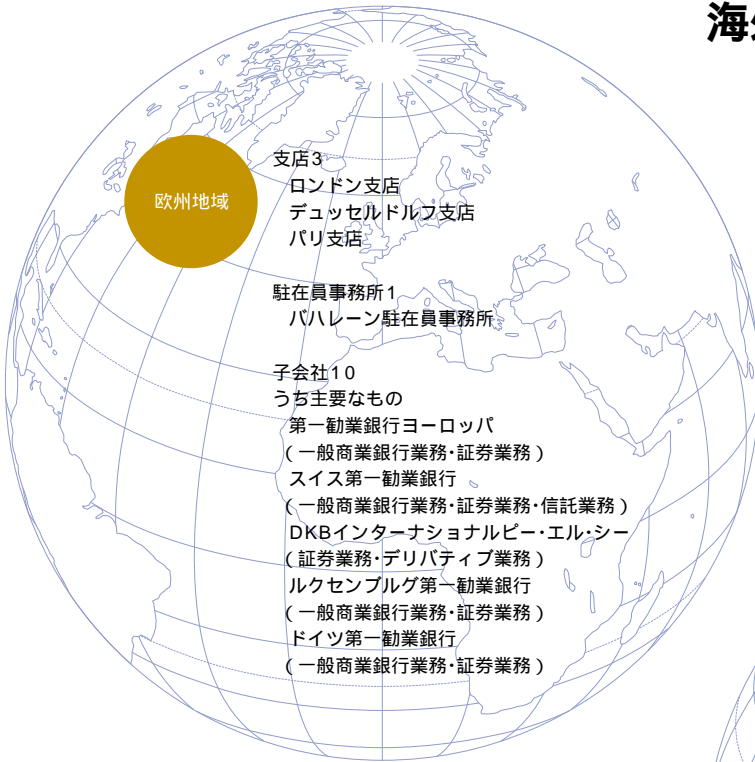 海外
欧州地域
支店3
ロンドン支店
デュッセルドルフ支店
パリ支店
駐在員事務所1
バハレーン駐在員事務所
子会社10
うち主要なもの
第一勧業銀行ヨーロッパ
(一般商業銀行業務・証券業務)
スイス第一勧業銀行
(一般商業銀行業務・証券業務・信託業務)
DKBインターナショナルピー・エル・シー
(証券業務・デリバティブ業務)
ルクセンブルグ第一勧業銀行
(一般商業銀行業務・証券業務)
ドイツ第一勧業銀行
(一般商業銀行業務・証券業務)